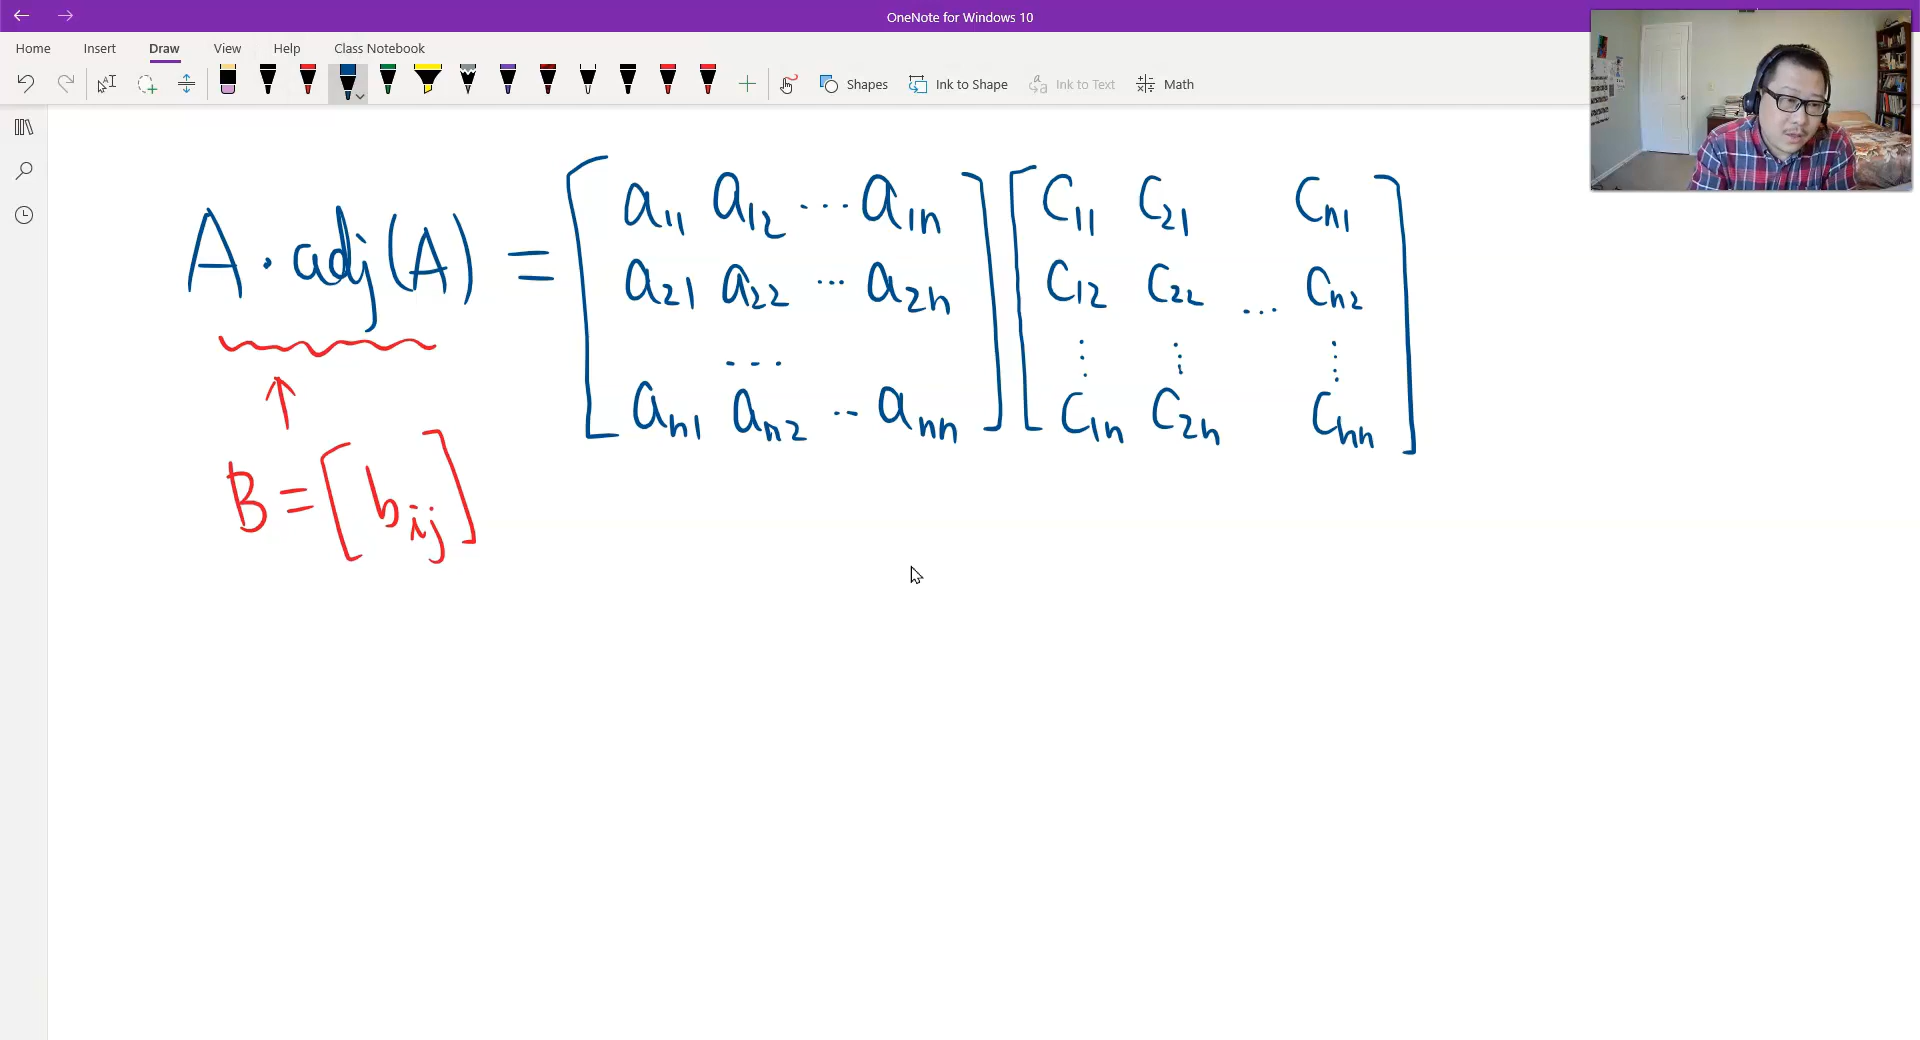 OneNote for Windows 10
Home Insert Draw View Help Class Notebook
Shapes Ink to Shape Ink to Text Math
A · adj(A) = [ a11 a12 ... a1n ] [ C11 C21 Cn1 ]
a21 a22 ... a2n C12 C22 ... Cn2
... ⋮ ⋮ ⋮
an1 an2 .. ann C1n C2n Cnn
↑
B = [ bij ]